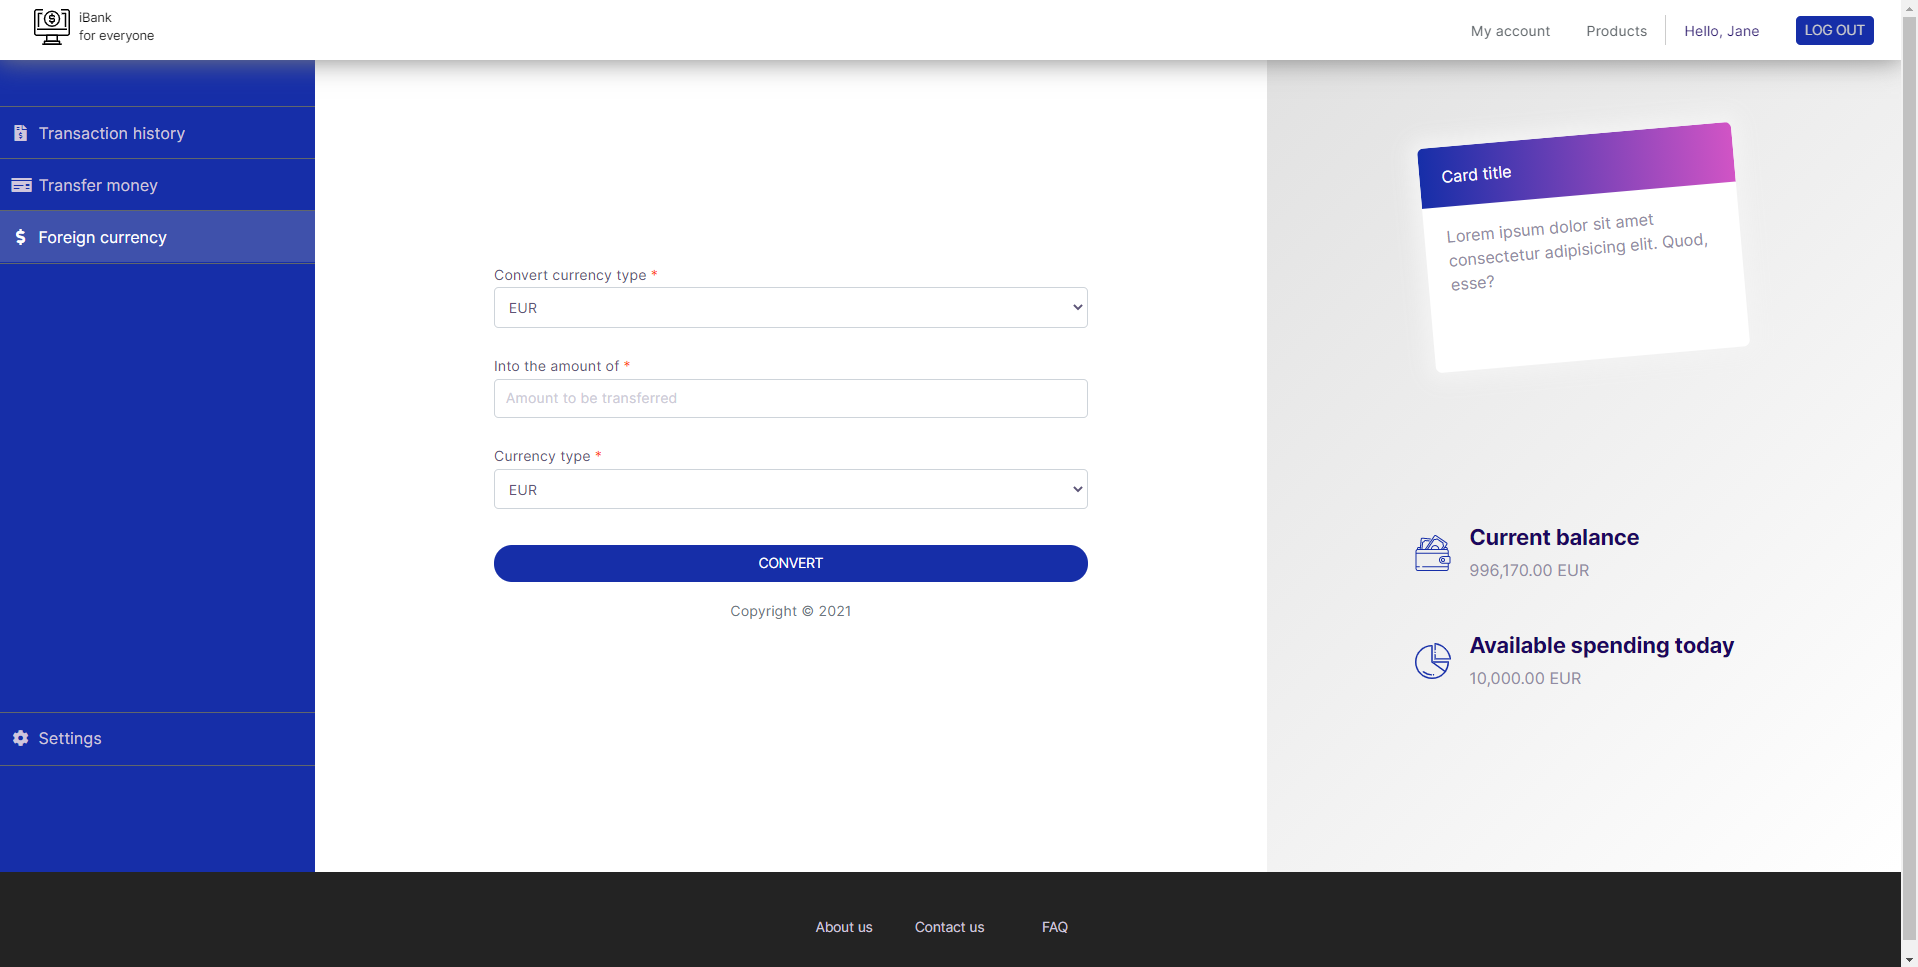 iBank
for everyone
My account
Products
Hello, Jane
LOG OUT
Transaction history
Transfer money
Foreign currency
Settings
Convert currency type *
EUR
Into the amount of *
Amount to be transferred
Currency type *
EUR
CONVERT
Copyright © 2021
Card title
Lorem ipsum dolor sit amet
consectetur adipisicing elit. Quod,
esse?
Current balance
996,170.00 EUR
Available spending today
10,000.00 EUR
About us
Contact us
FAQ